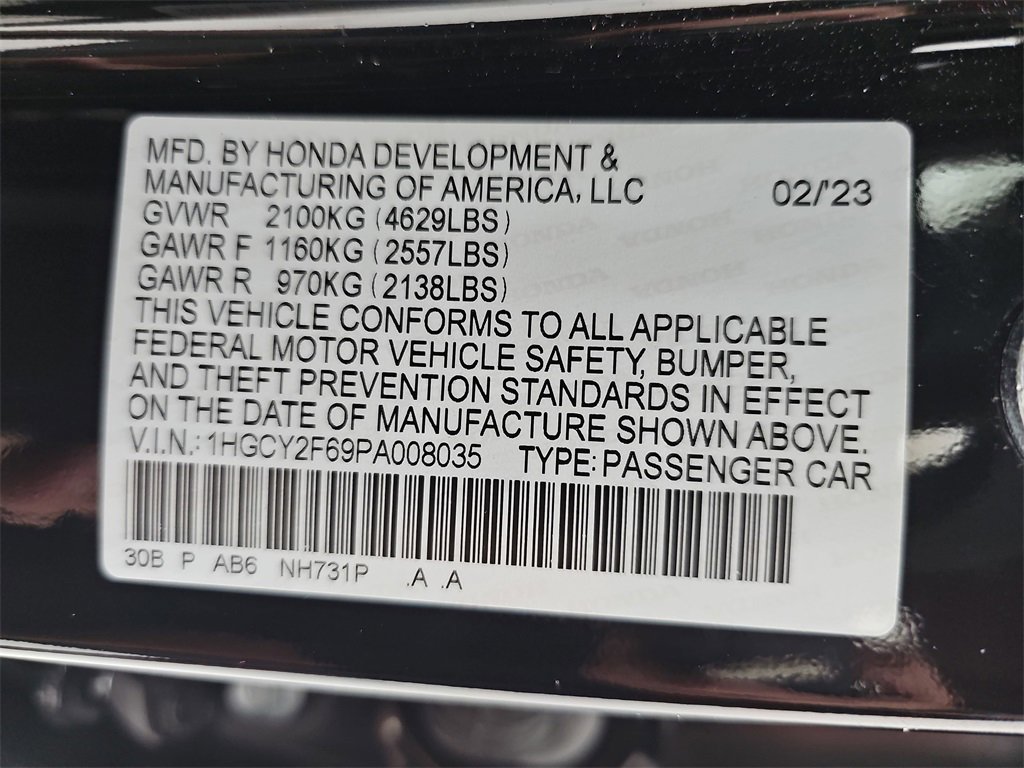 MFD. BY HONDA DEVELOPMENT &
MANUFACTURING OF AMERICA, LLC 02/'23
GVWR 2100KG (4629LBS)
GAWR F 1160KG (2557LBS)
GAWR R 970KG (2138LBS)
THIS VEHICLE CONFORMS TO ALL APPLICABLE
FEDERAL MOTOR VEHICLE SAFETY, BUMPER,
AND THEFT PREVENTION STANDARDS IN EFFECT
ON THE DATE OF MANUFACTURE SHOWN ABOVE.
V.I.N.: 1HGCY2F69PA008035 TYPE: PASSENGER CAR
30B P AB6 NH731P .A .A